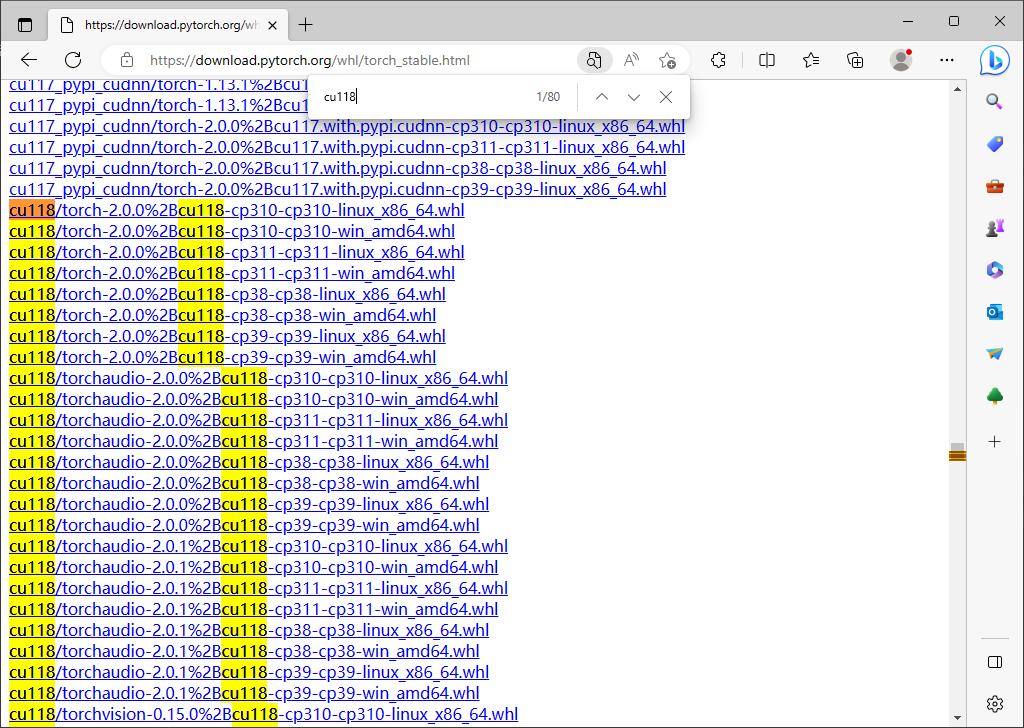 https://download.pytorch.org/wh
https://download.pytorch.org/whl/torch_stable.html
cu118
1/80
cu117_pypi_cudnn/torch-1.13.1%2Bcu1
cu117_pypi_cudnn/torch-1.13.1%2Bcu1
cu117_pypi_cudnn/torch-2.0.0%2Bcu117.with.pypi.cudnn-cp310-cp310-linux_x86_64.whl
cu117_pypi_cudnn/torch-2.0.0%2Bcu117.with.pypi.cudnn-cp311-cp311-linux_x86_64.whl
cu117_pypi_cudnn/torch-2.0.0%2Bcu117.with.pypi.cudnn-cp38-cp38-linux_x86_64.whl
cu117_pypi_cudnn/torch-2.0.0%2Bcu117.with.pypi.cudnn-cp39-cp39-linux_x86_64.whl
cu118/torch-2.0.0%2Bcu118-cp310-cp310-linux_x86_64.whl
cu118/torch-2.0.0%2Bcu118-cp310-cp310-win_amd64.whl
cu118/torch-2.0.0%2Bcu118-cp311-cp311-linux_x86_64.whl
cu118/torch-2.0.0%2Bcu118-cp311-cp311-win_amd64.whl
cu118/torch-2.0.0%2Bcu118-cp38-cp38-linux_x86_64.whl
cu118/torch-2.0.0%2Bcu118-cp38-cp38-win_amd64.whl
cu118/torch-2.0.0%2Bcu118-cp39-cp39-linux_x86_64.whl
cu118/torch-2.0.0%2Bcu118-cp39-cp39-win_amd64.whl
cu118/torchaudio-2.0.0%2Bcu118-cp310-cp310-linux_x86_64.whl
cu118/torchaudio-2.0.0%2Bcu118-cp310-cp310-win_amd64.whl
cu118/torchaudio-2.0.0%2Bcu118-cp311-cp311-linux_x86_64.whl
cu118/torchaudio-2.0.0%2Bcu118-cp311-cp311-win_amd64.whl
cu118/torchaudio-2.0.0%2Bcu118-cp38-cp38-linux_x86_64.whl
cu118/torchaudio-2.0.0%2Bcu118-cp38-cp38-win_amd64.whl
cu118/torchaudio-2.0.0%2Bcu118-cp39-cp39-linux_x86_64.whl
cu118/torchaudio-2.0.0%2Bcu118-cp39-cp39-win_amd64.whl
cu118/torchaudio-2.0.1%2Bcu118-cp310-cp310-linux_x86_64.whl
cu118/torchaudio-2.0.1%2Bcu118-cp310-cp310-win_amd64.whl
cu118/torchaudio-2.0.1%2Bcu118-cp311-cp311-linux_x86_64.whl
cu118/torchaudio-2.0.1%2Bcu118-cp311-cp311-win_amd64.whl
cu118/torchaudio-2.0.1%2Bcu118-cp38-cp38-linux_x86_64.whl
cu118/torchaudio-2.0.1%2Bcu118-cp38-cp38-win_amd64.whl
cu118/torchaudio-2.0.1%2Bcu118-cp39-cp39-linux_x86_64.whl
cu118/torchaudio-2.0.1%2Bcu118-cp39-cp39-win_amd64.whl
cu118/torchvision-0.15.0%2Bcu118-cp310-cp310-linux_x86_64.whl